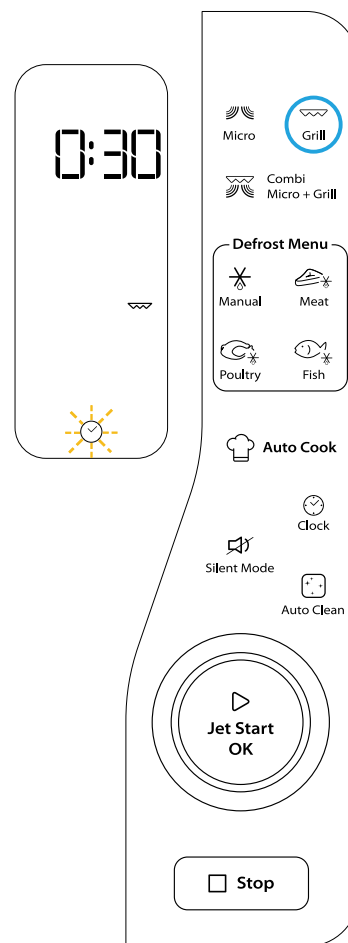 0:30
Micro
Grill
Combi
Micro + Grill
Defrost Menu
Manual
Meat
Poultry
Fish
Auto Cook
Clock
Silent Mode
Auto Clean
Jet Start
OK
Stop